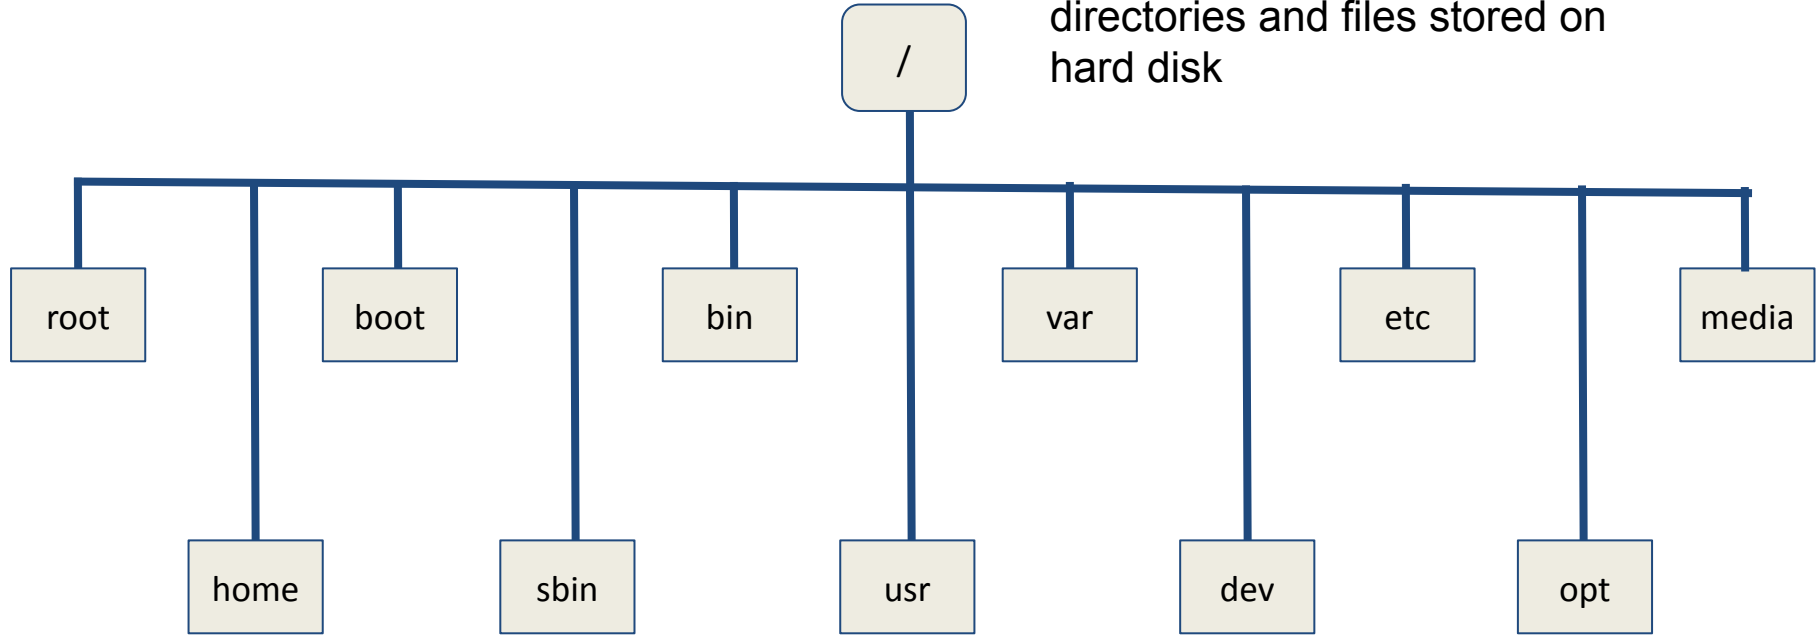 directories and files stored on
hard disk
/
root
boot
bin
var
etc
media
home
sbin
usr
dev
opt